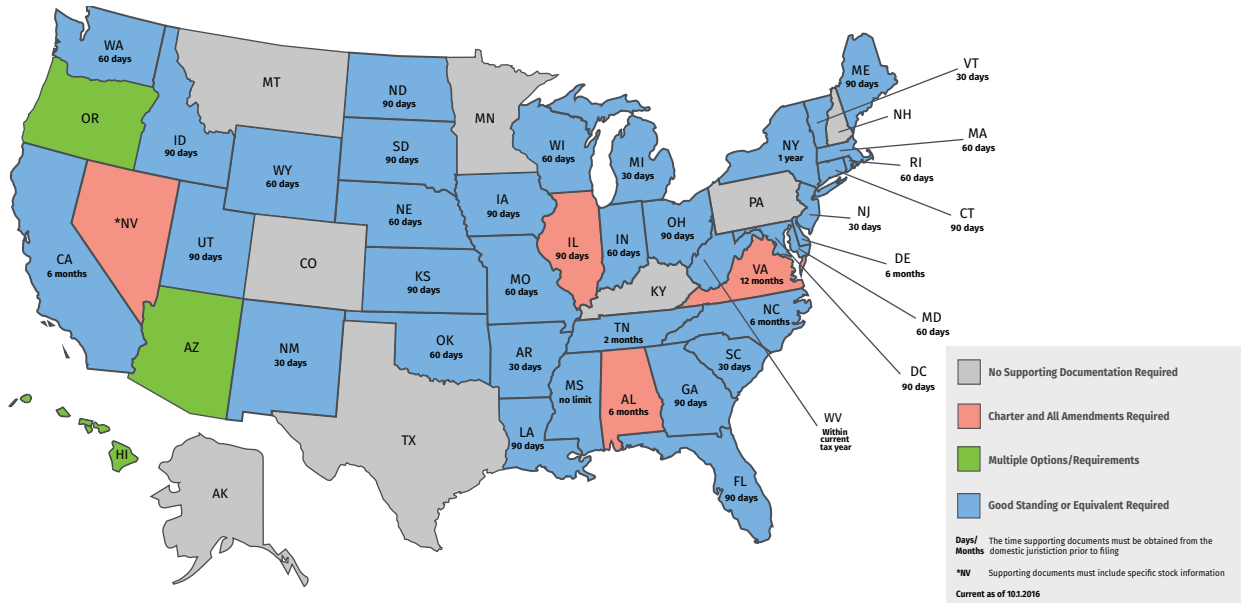 WA
60 days
OR
MT
ID
90 days
ND
90 days
MN
SD
90 days
WY
60 days
WI
60 days
MI
30 days
NY
1 year
ME
90 days
VT
30 days
NH
MA
60 days
RI
60 days
CT
90 days
NJ
30 days
DE
6 months
MD
60 days
DC
90 days
WV
Within
current
tax year
CA
6 months
*NV
UT
90 days
CO
NE
60 days
IA
90 days
IL
90 days
IN
60 days
OH
90 days
PA
KS
90 days
MO
60 days
KY
VA
12 months
NC
6 months
TN
2 months
SC
30 days
AZ
NM
30 days
OK
60 days
AR
30 days
MS
no limit
AL
6 months
GA
90 days
TX
LA
90 days
FL
90 days
HI
AK
No Supporting Documentation Required
Charter and All Amendments Required
Multiple Options/Requirements
Good Standing or Equivalent Required
Days/ The time supporting documents must be obtained from the
Months domestic juristiction prior to filing
*NV Supporting documents must include specific stock information
Current as of 10.1.2016